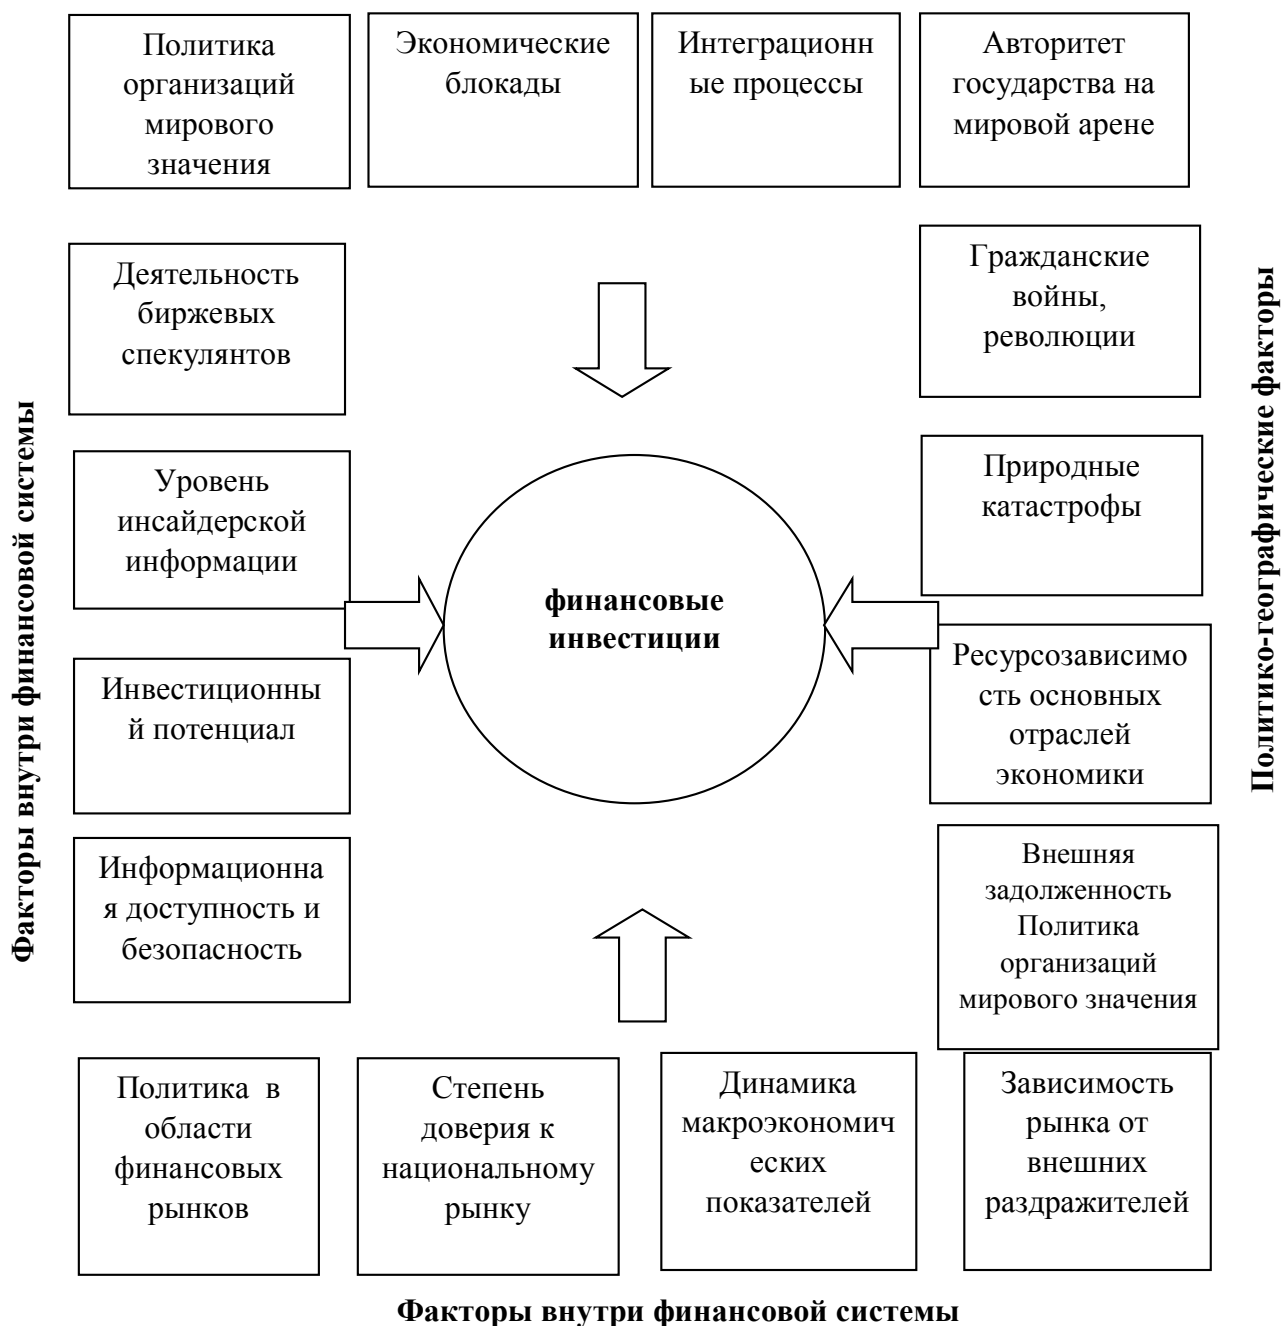 Политика
организаций
мирового
значения
Экономические
блокады
Интеграционн
ые процессы
Авторитет
государства на
мировой арене
Деятельность
биржевых
спекулянтов
Гражданские
войны,
революции
Факторы внутри финансовой системы
Политико-географические факторы
Уровень
инсайдерской
информации
Природные
катастрофы
финансовые
инвестиции
Инвестиционны
й потенциал
Ресурсозависимо
сть основных
отраслей
экономики
Информационна
я доступность и
безопасность
Внешняя
задолженность
Политика
организаций
мирового значения
Политика в
области
финансовых
рынков
Степень
доверия к
национальному
рынку
Динамика
макроэкономич
еских
показателей
Зависимость
рынка от
внешних
раздражителей
Факторы внутри финансовой системы